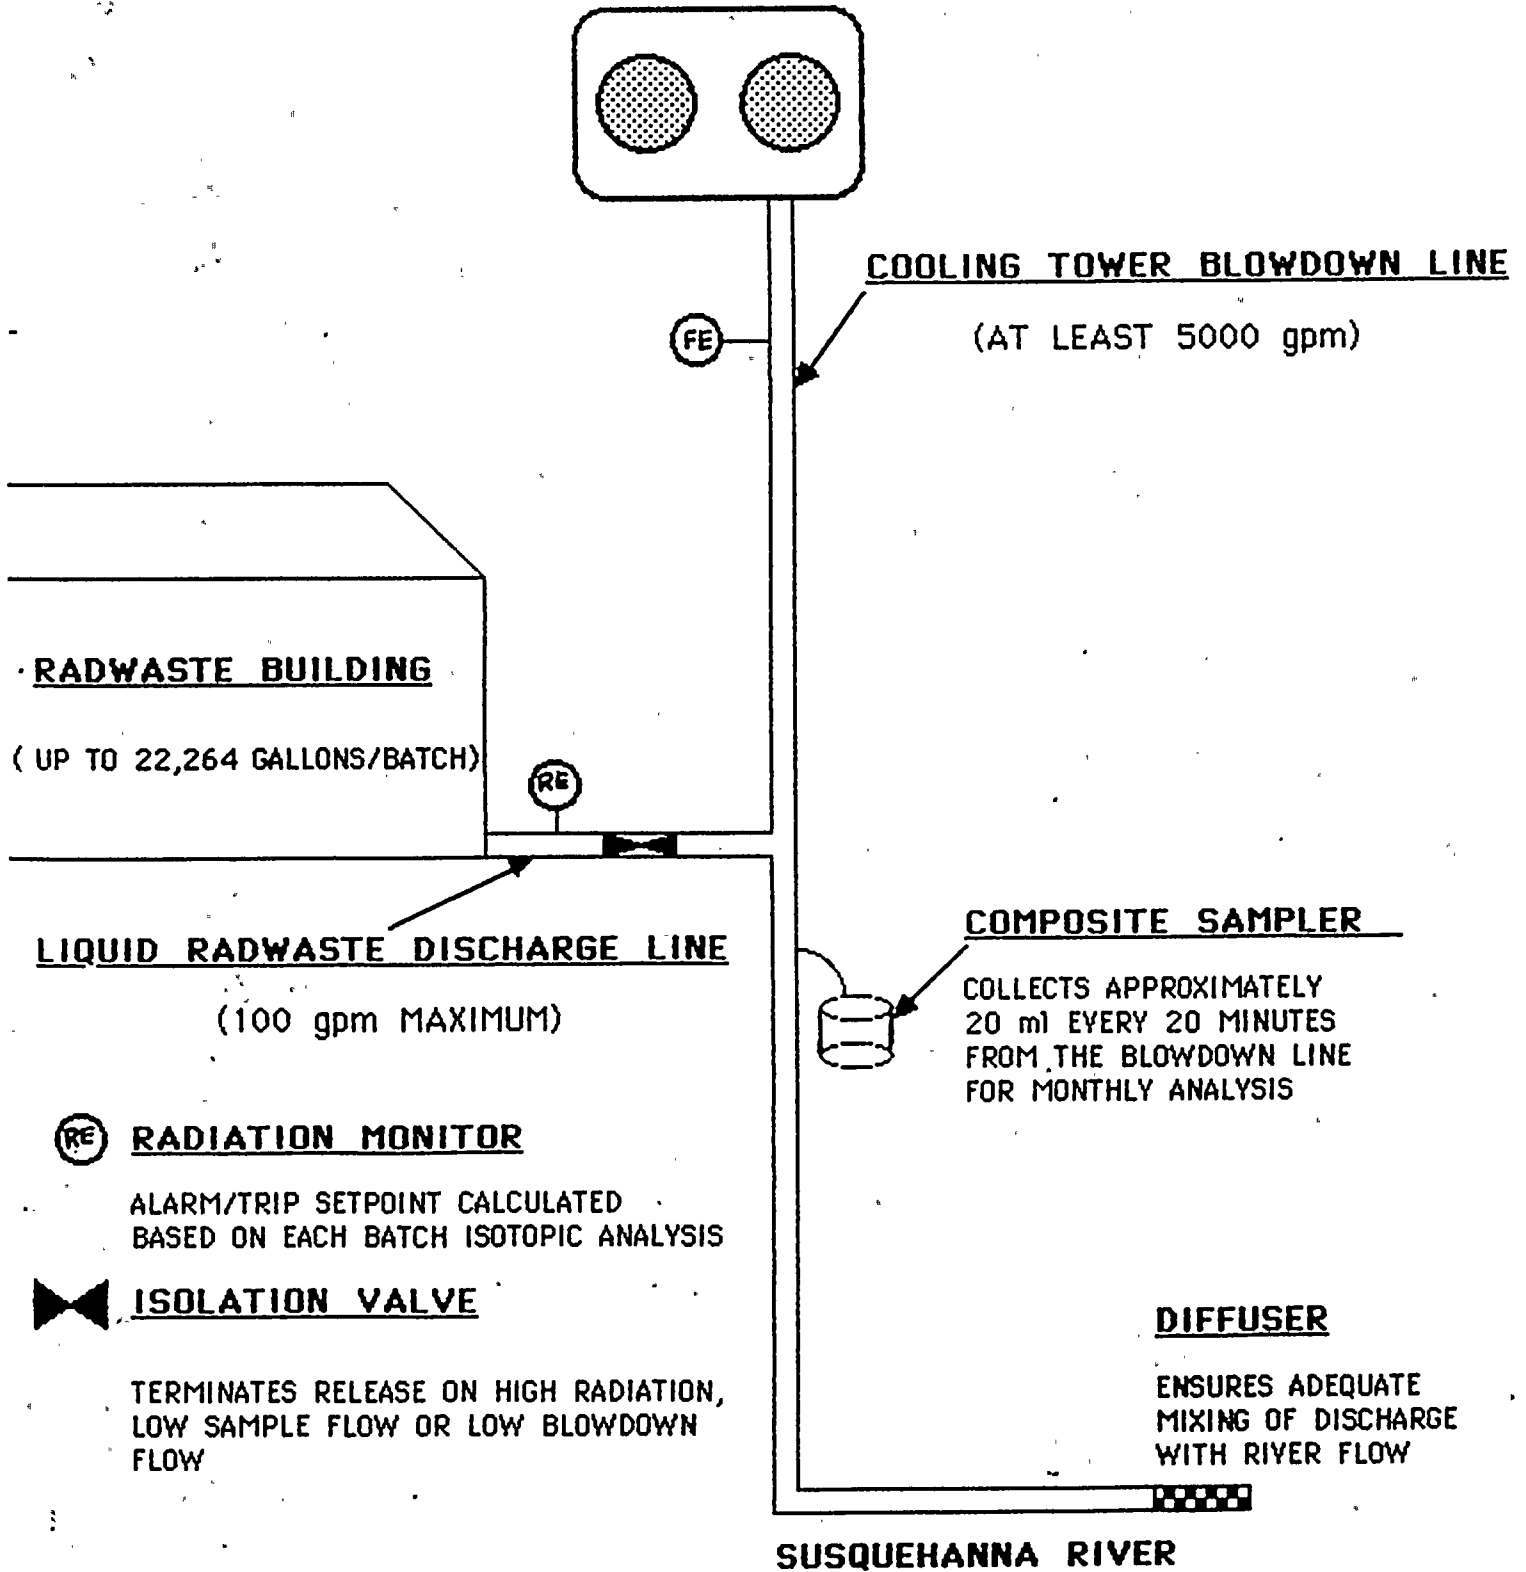 COOLING TOWER BLOWDOWN LINE
(AT LEAST 5000 gpm)
FE
RADWASTE BUILDING
( UP TO 22,264 GALLONS/BATCH)
RE
LIQUID RADWASTE DISCHARGE LINE
(100 gpm MAXIMUM)
COMPOSITE SAMPLER
COLLECTS APPROXIMATELY
20 ml EVERY 20 MINUTES
FROM THE BLOWDOWN LINE
FOR MONTHLY ANALYSIS
RE RADIATION MONITOR
ALARM/TRIP SETPOINT CALCULATED
BASED ON EACH BATCH ISOTOPIC ANALYSIS
ISOLATION VALVE
TERMINATES RELEASE ON HIGH RADIATION,
LOW SAMPLE FLOW OR LOW BLOWDOWN
FLOW
DIFFUSER
ENSURES ADEQUATE
MIXING OF DISCHARGE
WITH RIVER FLOW
SUSQUEHANNA RIVER